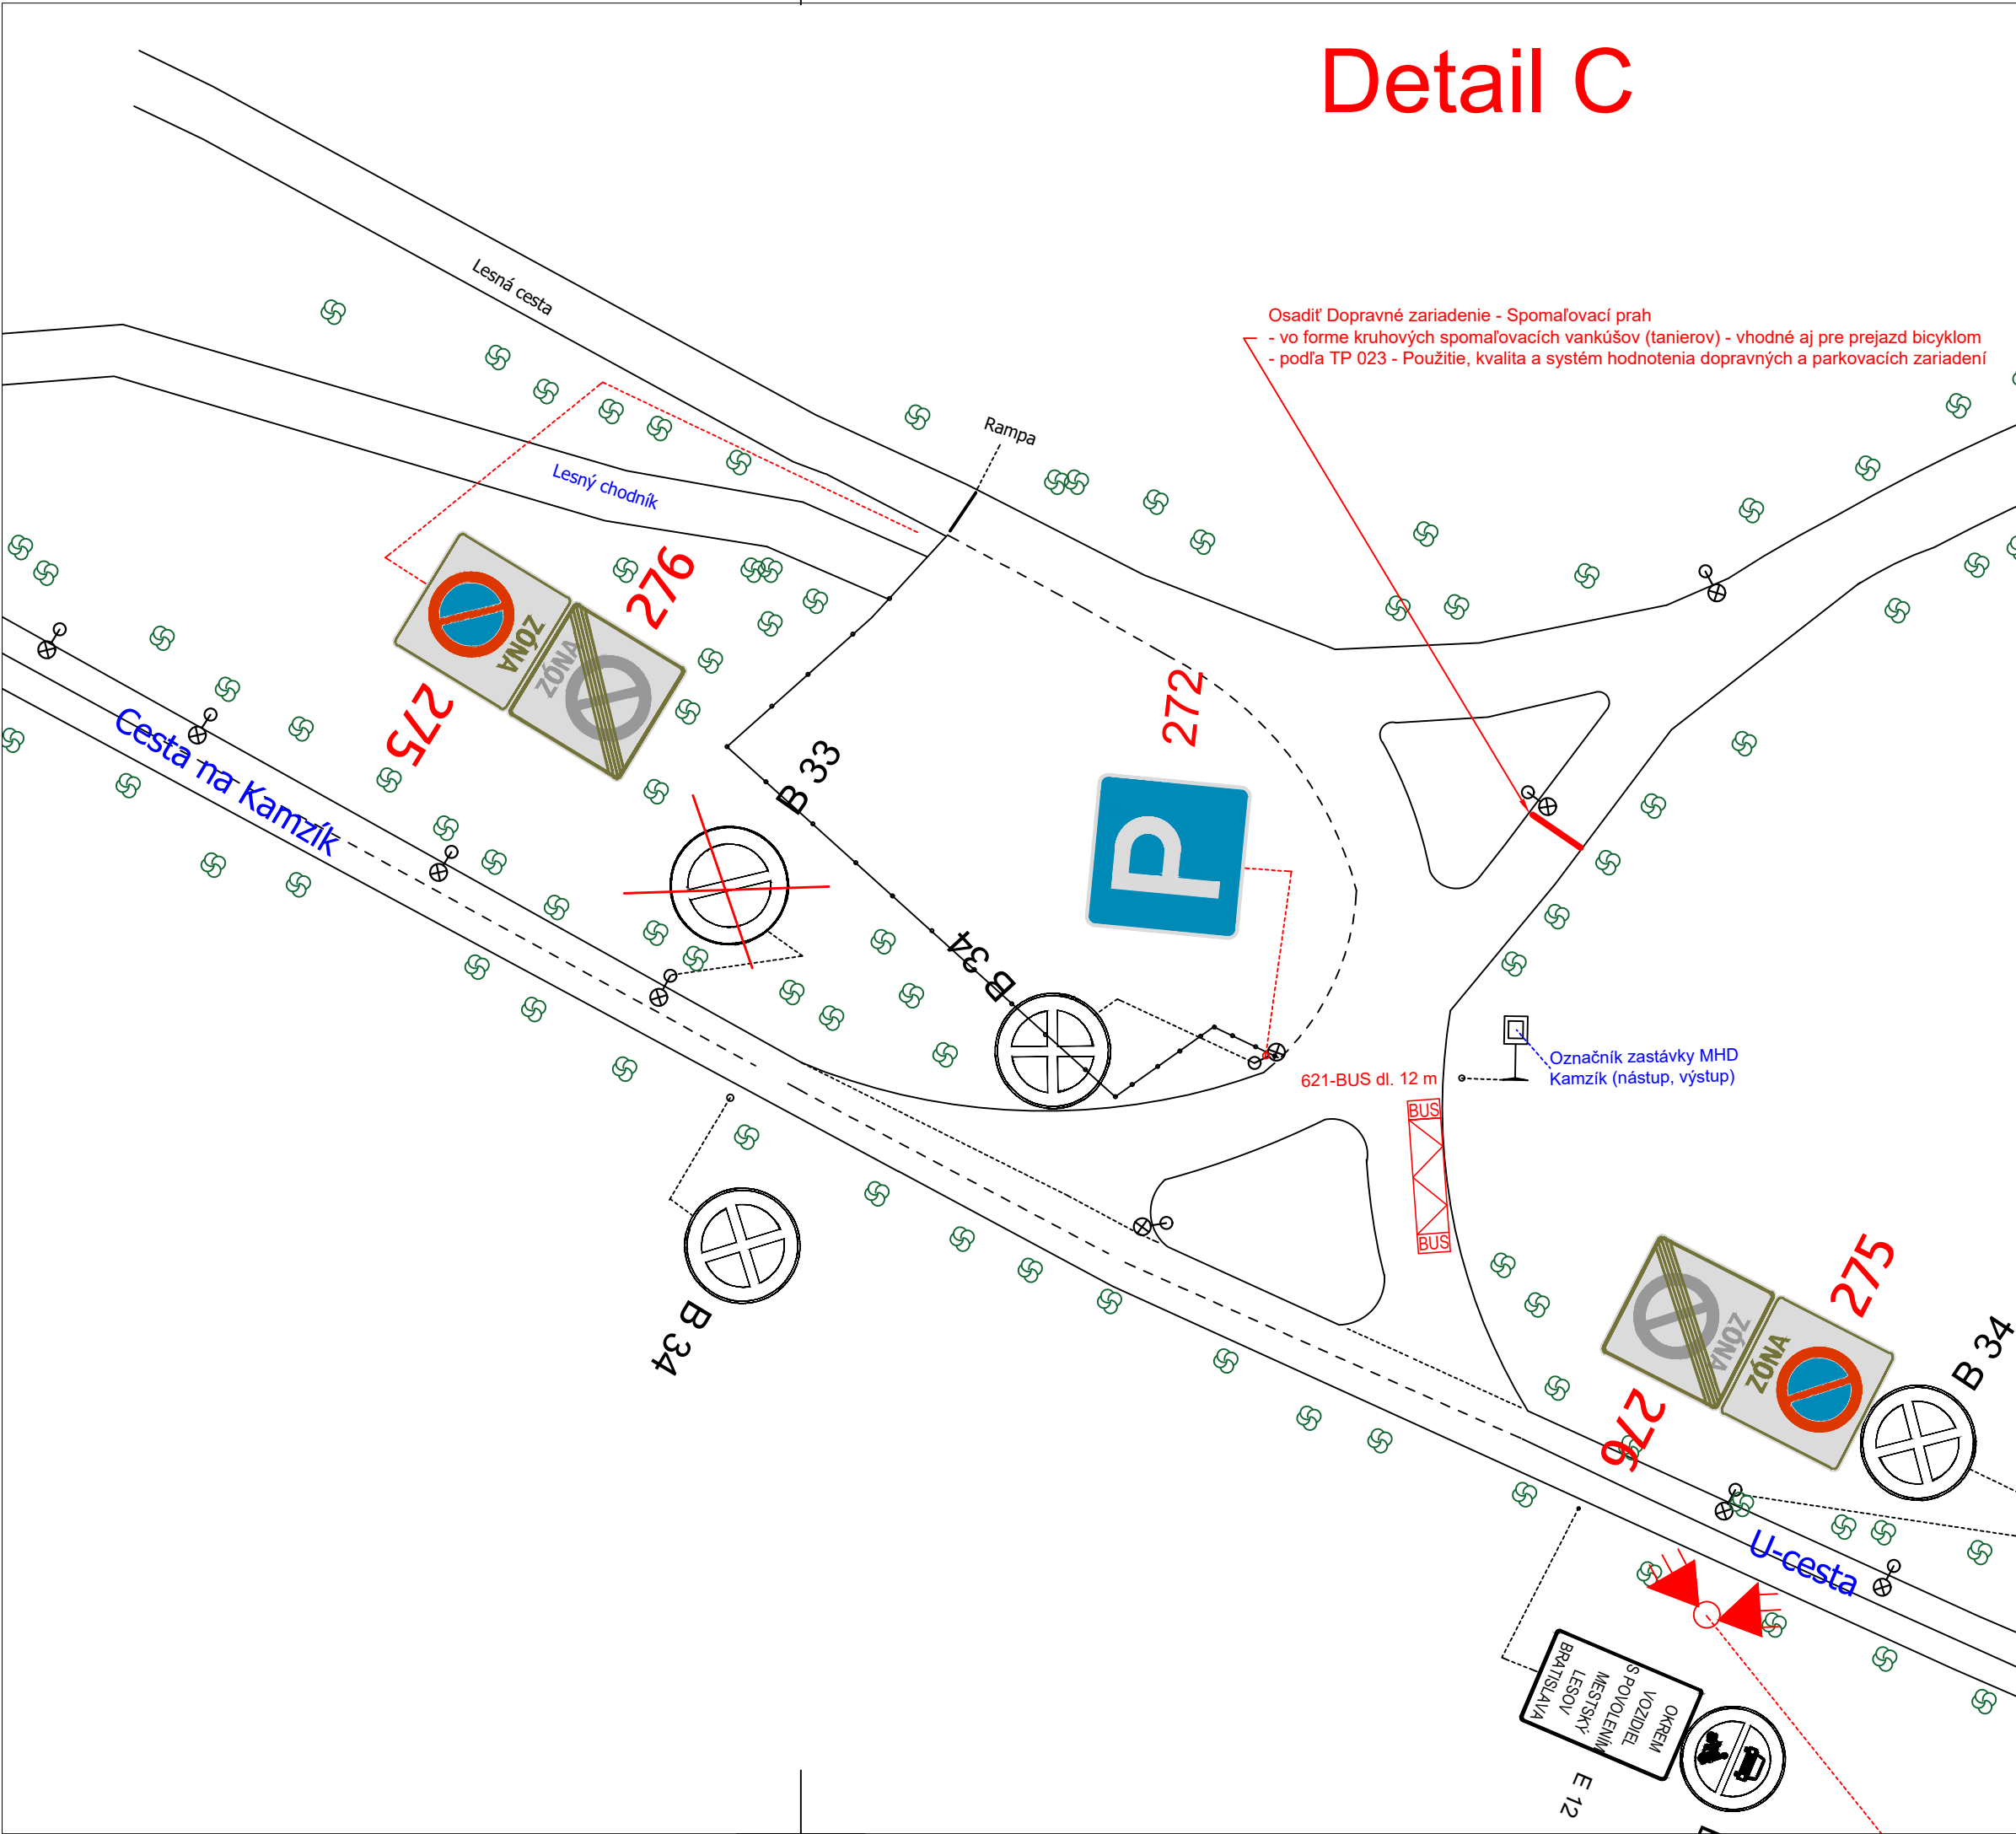 Detail C
Osadiť Dopravné zariadenie - Spomaľovací prah
- vo forme kruhových spomaľovacích vankúšov (tanierov) - vhodné aj pre prejazd bicyklom
- podľa TP 023 - Použitie, kvalita a systém hodnotenia dopravných a parkovacích zariadení
Lesná cesta
Rampa
Lesný chodník
276
ZÓNA
ZÓNA
275
272
Cesta na Kamzík
B 33
P
B 34
Označník zastávky MHD
Kamzík (nástup, výstup)
621-BUS dl. 12 m
BUS
BUS
B 34
275
ZÓNA
ZÓNA
276
B 34
U-cesta
OKREM
VOZIDIEL
S POVOLENÍM
MESTSKÝ
LESOV
BRATISLAVA
E 12